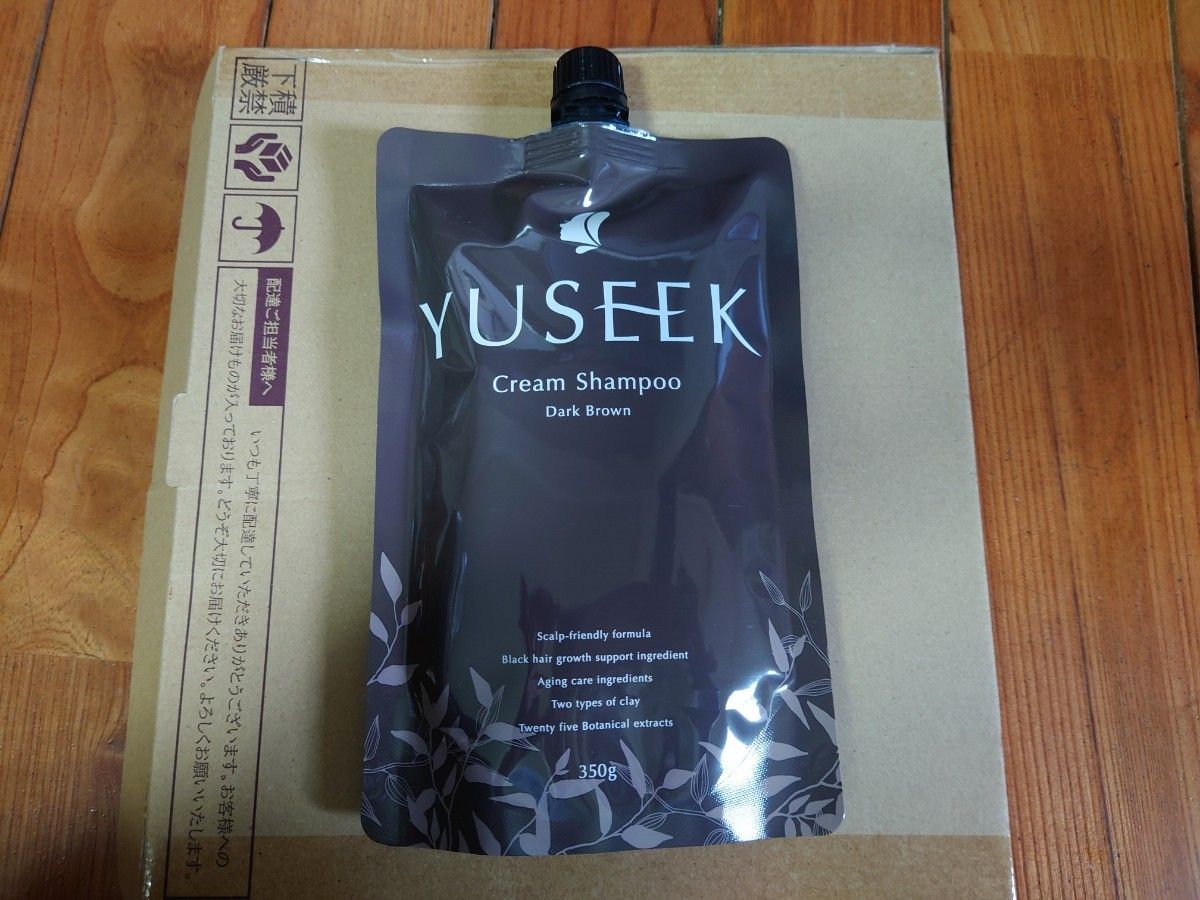 YUSEEK
Cream Shampoo
Dark Brown
Scalp-friendly formula
Black hair growth support ingredient
Aging care ingredients
Two types of clay
Twenty five Botanical extracts
350g
下積
厳禁
配達ご担当者様へ
いつも丁寧に配達していただきありがとうございます。お客様への
大切なお届けものが入っております。どうぞ大切にお届けください。よろしくお願いいたします。